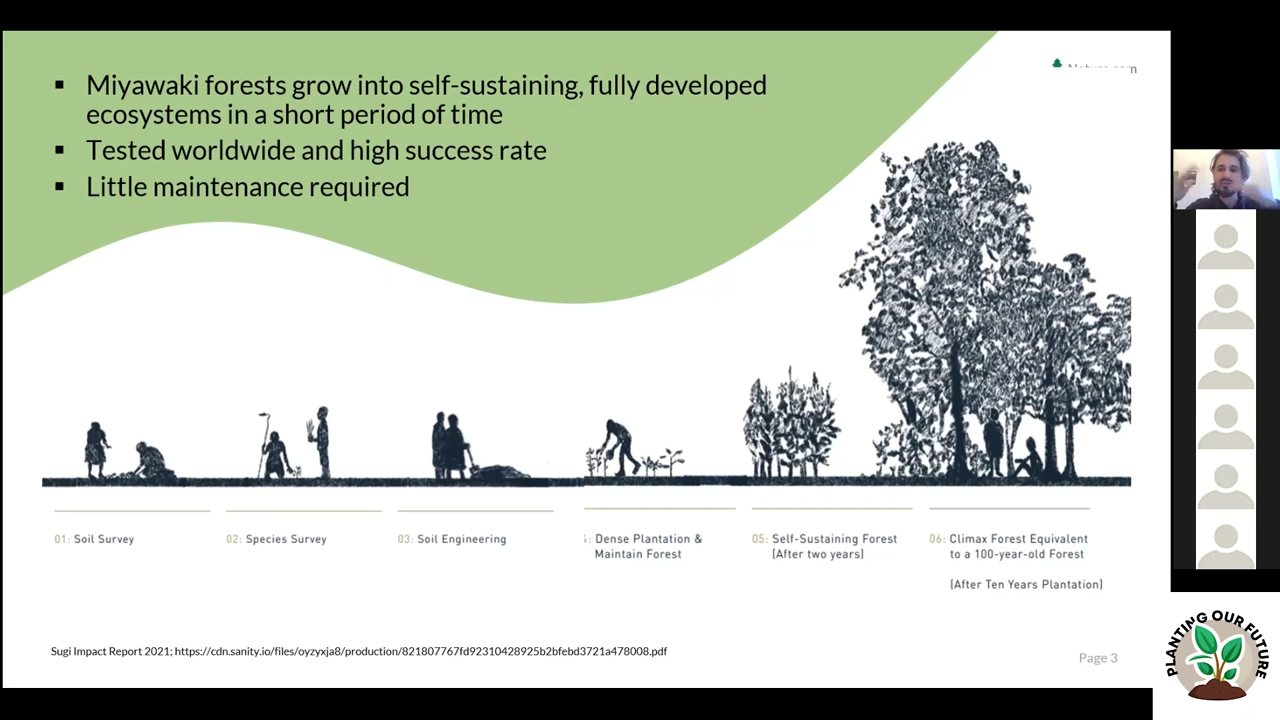 ▪ Miyawaki forests grow into self-sustaining, fully developed
ecosystems in a short period of time
▪ Tested worldwide and high success rate
▪ Little maintenance required
01: Soil Survey
02: Species Survey
03: Soil Engineering
: Dense Plantation &
Maintain Forest
05: Self-Sustaining Forest
(After two years)
06: Climax Forest Equivalent
to a 100-year-old Forest
(After Ten Years Plantation)
Sugi Impact Report 2021; https://cdn.sanity.io/files/oyzyxja8/production/821807767fd92310428925b2bfebd3721a478008.pdf
Page 3
PLANTING OUR FUTURE